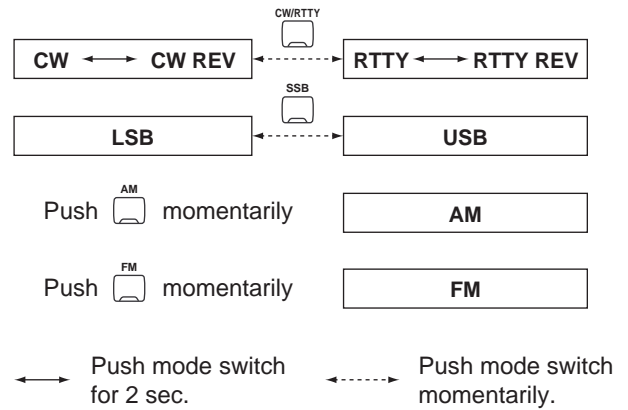 CW/RTTY
CW CW REV RTTY RTTY REV
SSB
LSB USB
AM
Push momentarily AM
FM
Push momentarily FM
Push mode switch for 2 sec.
Push mode switch momentarily.